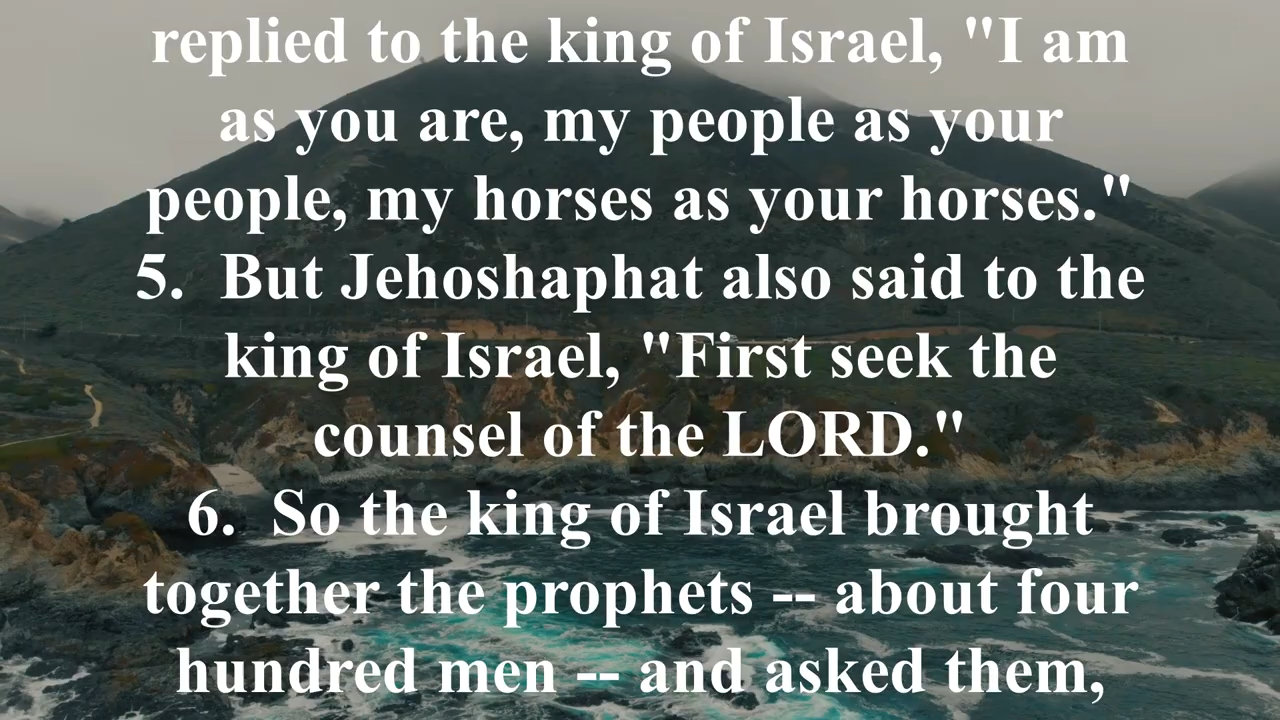 replied to the king of Israel, "I am
as you are, my people as your
people, my horses as your horses."
5.  But Jehoshaphat also said to the
king of Israel, "First seek the
counsel of the LORD."
6.  So the king of Israel brought
together the prophets -- about four
hundred men -- and asked them,